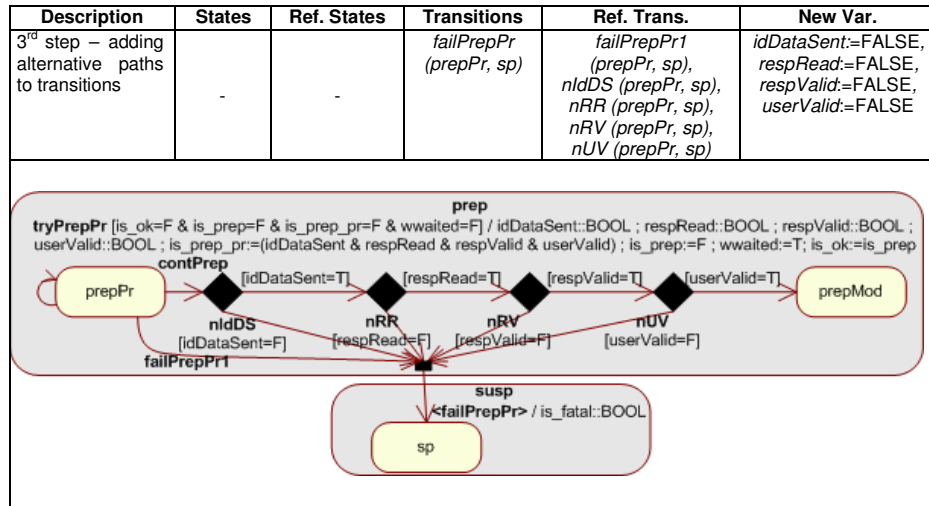 Description States Ref. States Transitions Ref. Trans. New Var.
3rd step – adding alternative paths to transitions
-
-
failPrepPr
(prepPr, sp)
failPrepPr1
(prepPr, sp),
nIdDS (prepPr, sp),
nRR (prepPr, sp),
nRV (prepPr, sp),
nUV (prepPr, sp)
idDataSent:=FALSE,
respRead:=FALSE,
respValid:=FALSE,
userValid:=FALSE
prep
tryPrepPr [is_ok=F & is_prep=F & is_prep_pr=F & wwaited=F] / idDataSent::BOOL ; respRead::BOOL ; respValid::BOOL ;
userValid::BOOL ; is_prep_pr:=(idDataSent & respRead & respValid & userValid) ; is_prep:=F ; wwaited:=T; is_ok:=is_prep
contPrep
prepPr [idDataSent=T] [respRead=T] [respValid=T] [userValid=T] prepMod
nIdDS nRR nRV nUV
[idDataSent=F] [respRead=F] [respValid=F] [userValid=F]
failPrepPr1
susp
<failPrepPr> / is_fatal::BOOL
sp